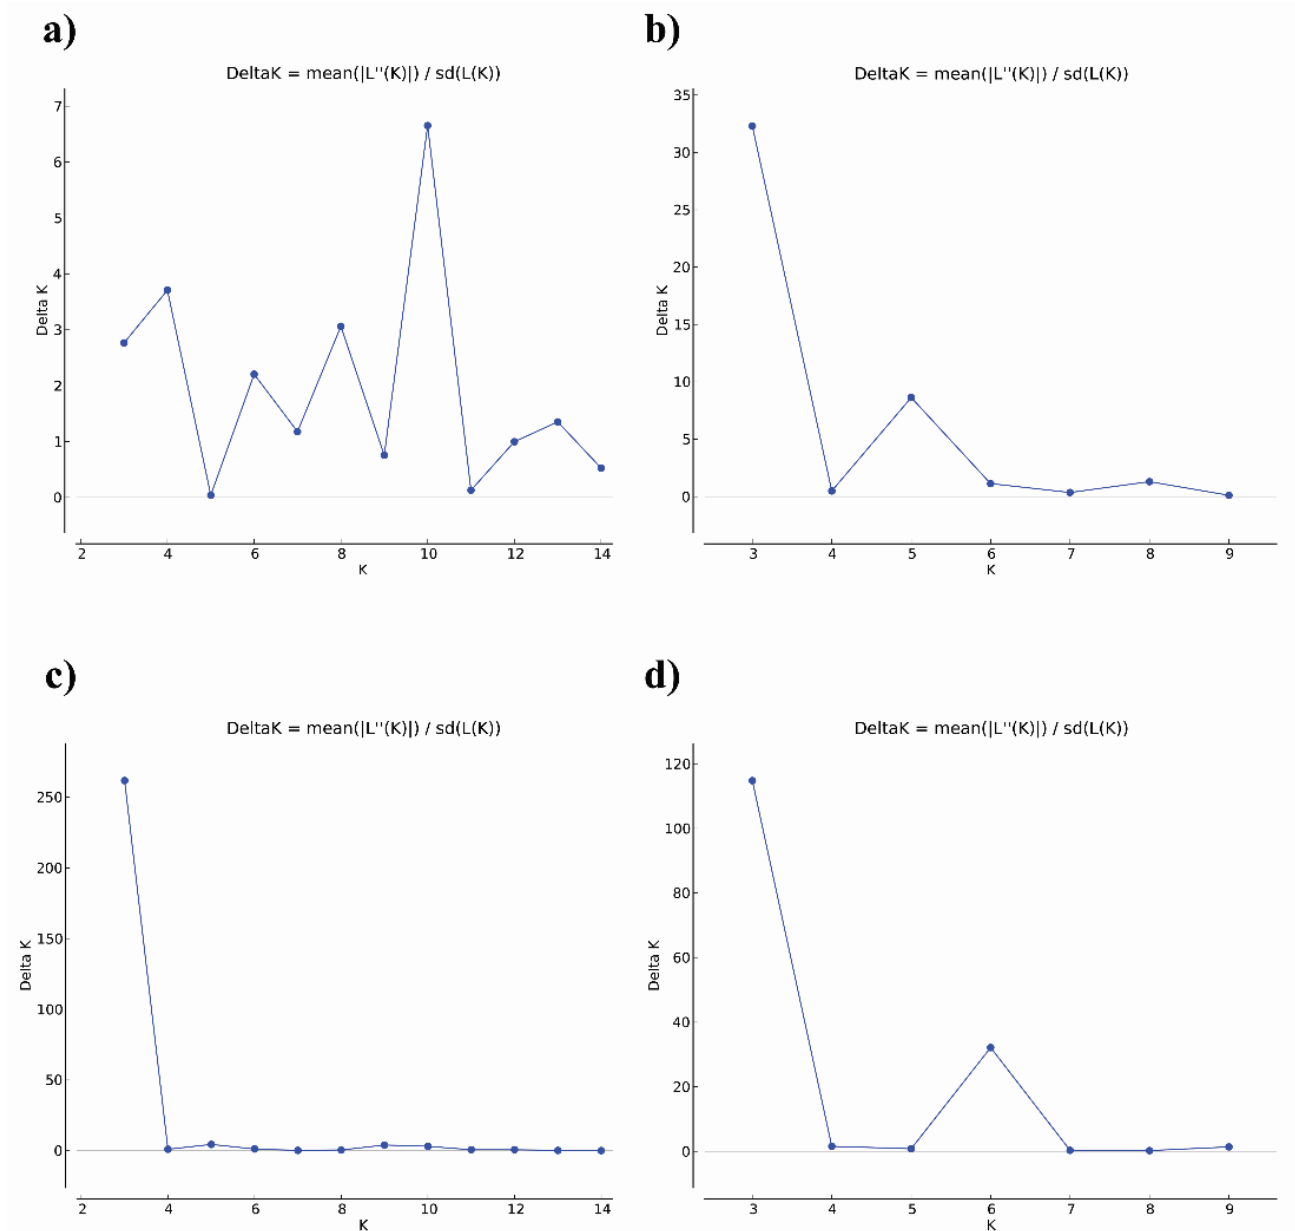 a)
DeltaK = mean(|L''(K)|) / sd(L(K))
7
6
5
4
3
2
1
0
Delta K
2 4 6 8 10 12 14
K
b)
DeltaK = mean(|L''(K)|) / sd(L(K))
35
30
25
20
15
10
5
0
Delta K
3 4 5 6 7 8 9
K
c)
DeltaK = mean(|L''(K)|) / sd(L(K))
250
200
150
100
50
0
Delta K
2 4 6 8 10 12 14
K
d)
DeltaK = mean(|L''(K)|) / sd(L(K))
120
100
80
60
40
20
0
Delta K
3 4 5 6 7 8 9
K